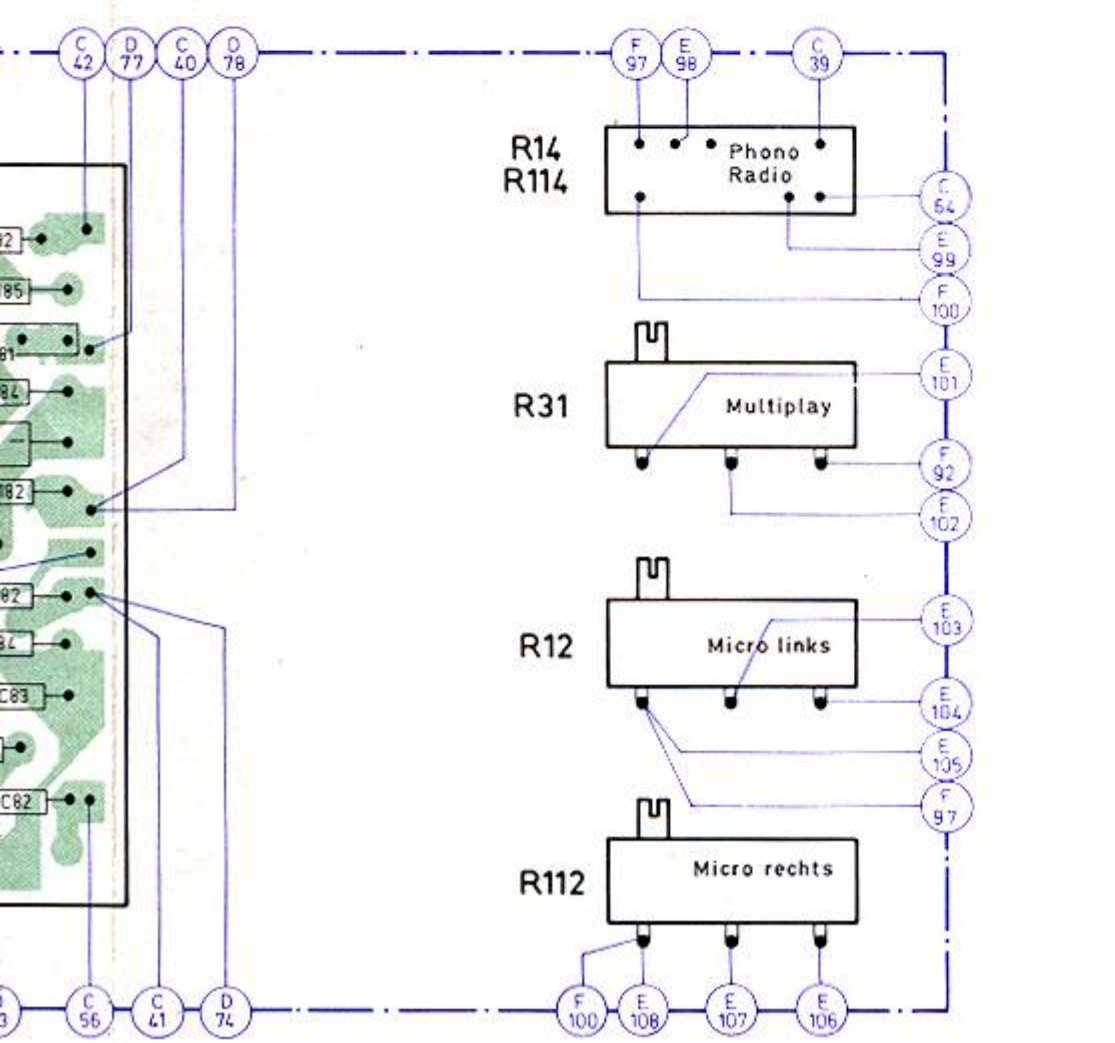 C
42
D
77
C
40
D
78
F
97
E
98
C
39
R14
R114
Phono
Radio
C
64
E
99
F
100
R31
Multiplay
E
101
F
92
E
102
R12
Micro links
E
103
E
104
E
105
F
97
R112
Micro rechts
82
C83
C82
C
56
C
41
D
74
F
100
E
108
E
107
E
106